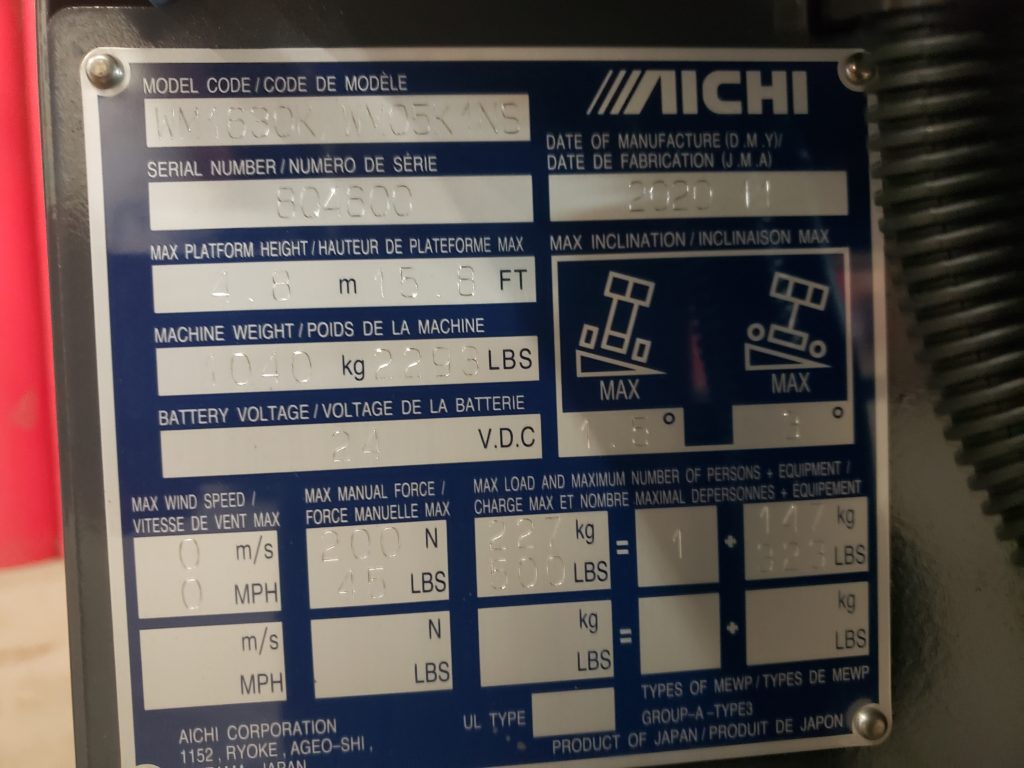 MODEL CODE / CODE DE MODÈLE
AICHI
WM1630K WM05K1NS
DATE OF MANUFACTURE (D.M.Y)/
DATE DE FABRICATION (J.M.A)
SERIAL NUMBER / NUMÉRO DE SÉRIE
804600
2020 11
MAX PLATFORM HEIGHT / HAUTEUR DE PLATEFORME MAX
MAX INCLINATION / INCLINAISON MAX
4.8 m 15.8 FT
MACHINE WEIGHT / POIDS DE LA MACHINE
1040 kg 2293 LBS
MAX MAX
BATTERY VOLTAGE / VOLTAGE DE LA BATTERIE
24 V.D.C
1.5° 3°
MAX WIND SPEED /
VITESSE DE VENT MAX
MAX MANUAL FORCE /
FORCE MANUELLE MAX
MAX LOAD AND MAXIMUM NUMBER OF PERSONS + EQUIPMENT /
CHARGE MAX ET NOMBRE MAXIMAL DEPERSONNES + EQUIPEMENT
0 m/s 200 N 227 kg = 1 + 147 kg
0 MPH 45 LBS 500 LBS 323 LBS
m/s N kg = + kg
MPH LBS LBS LBS
UL TYPE
TYPES OF MEWP / TYPES DE MEWP
GROUP-A-TYPE3
AICHI CORPORATION
1152, RYOKE, AGEO-SHI,
JAPAN
PRODUCT OF JAPAN / PRODUIT DE JAPON